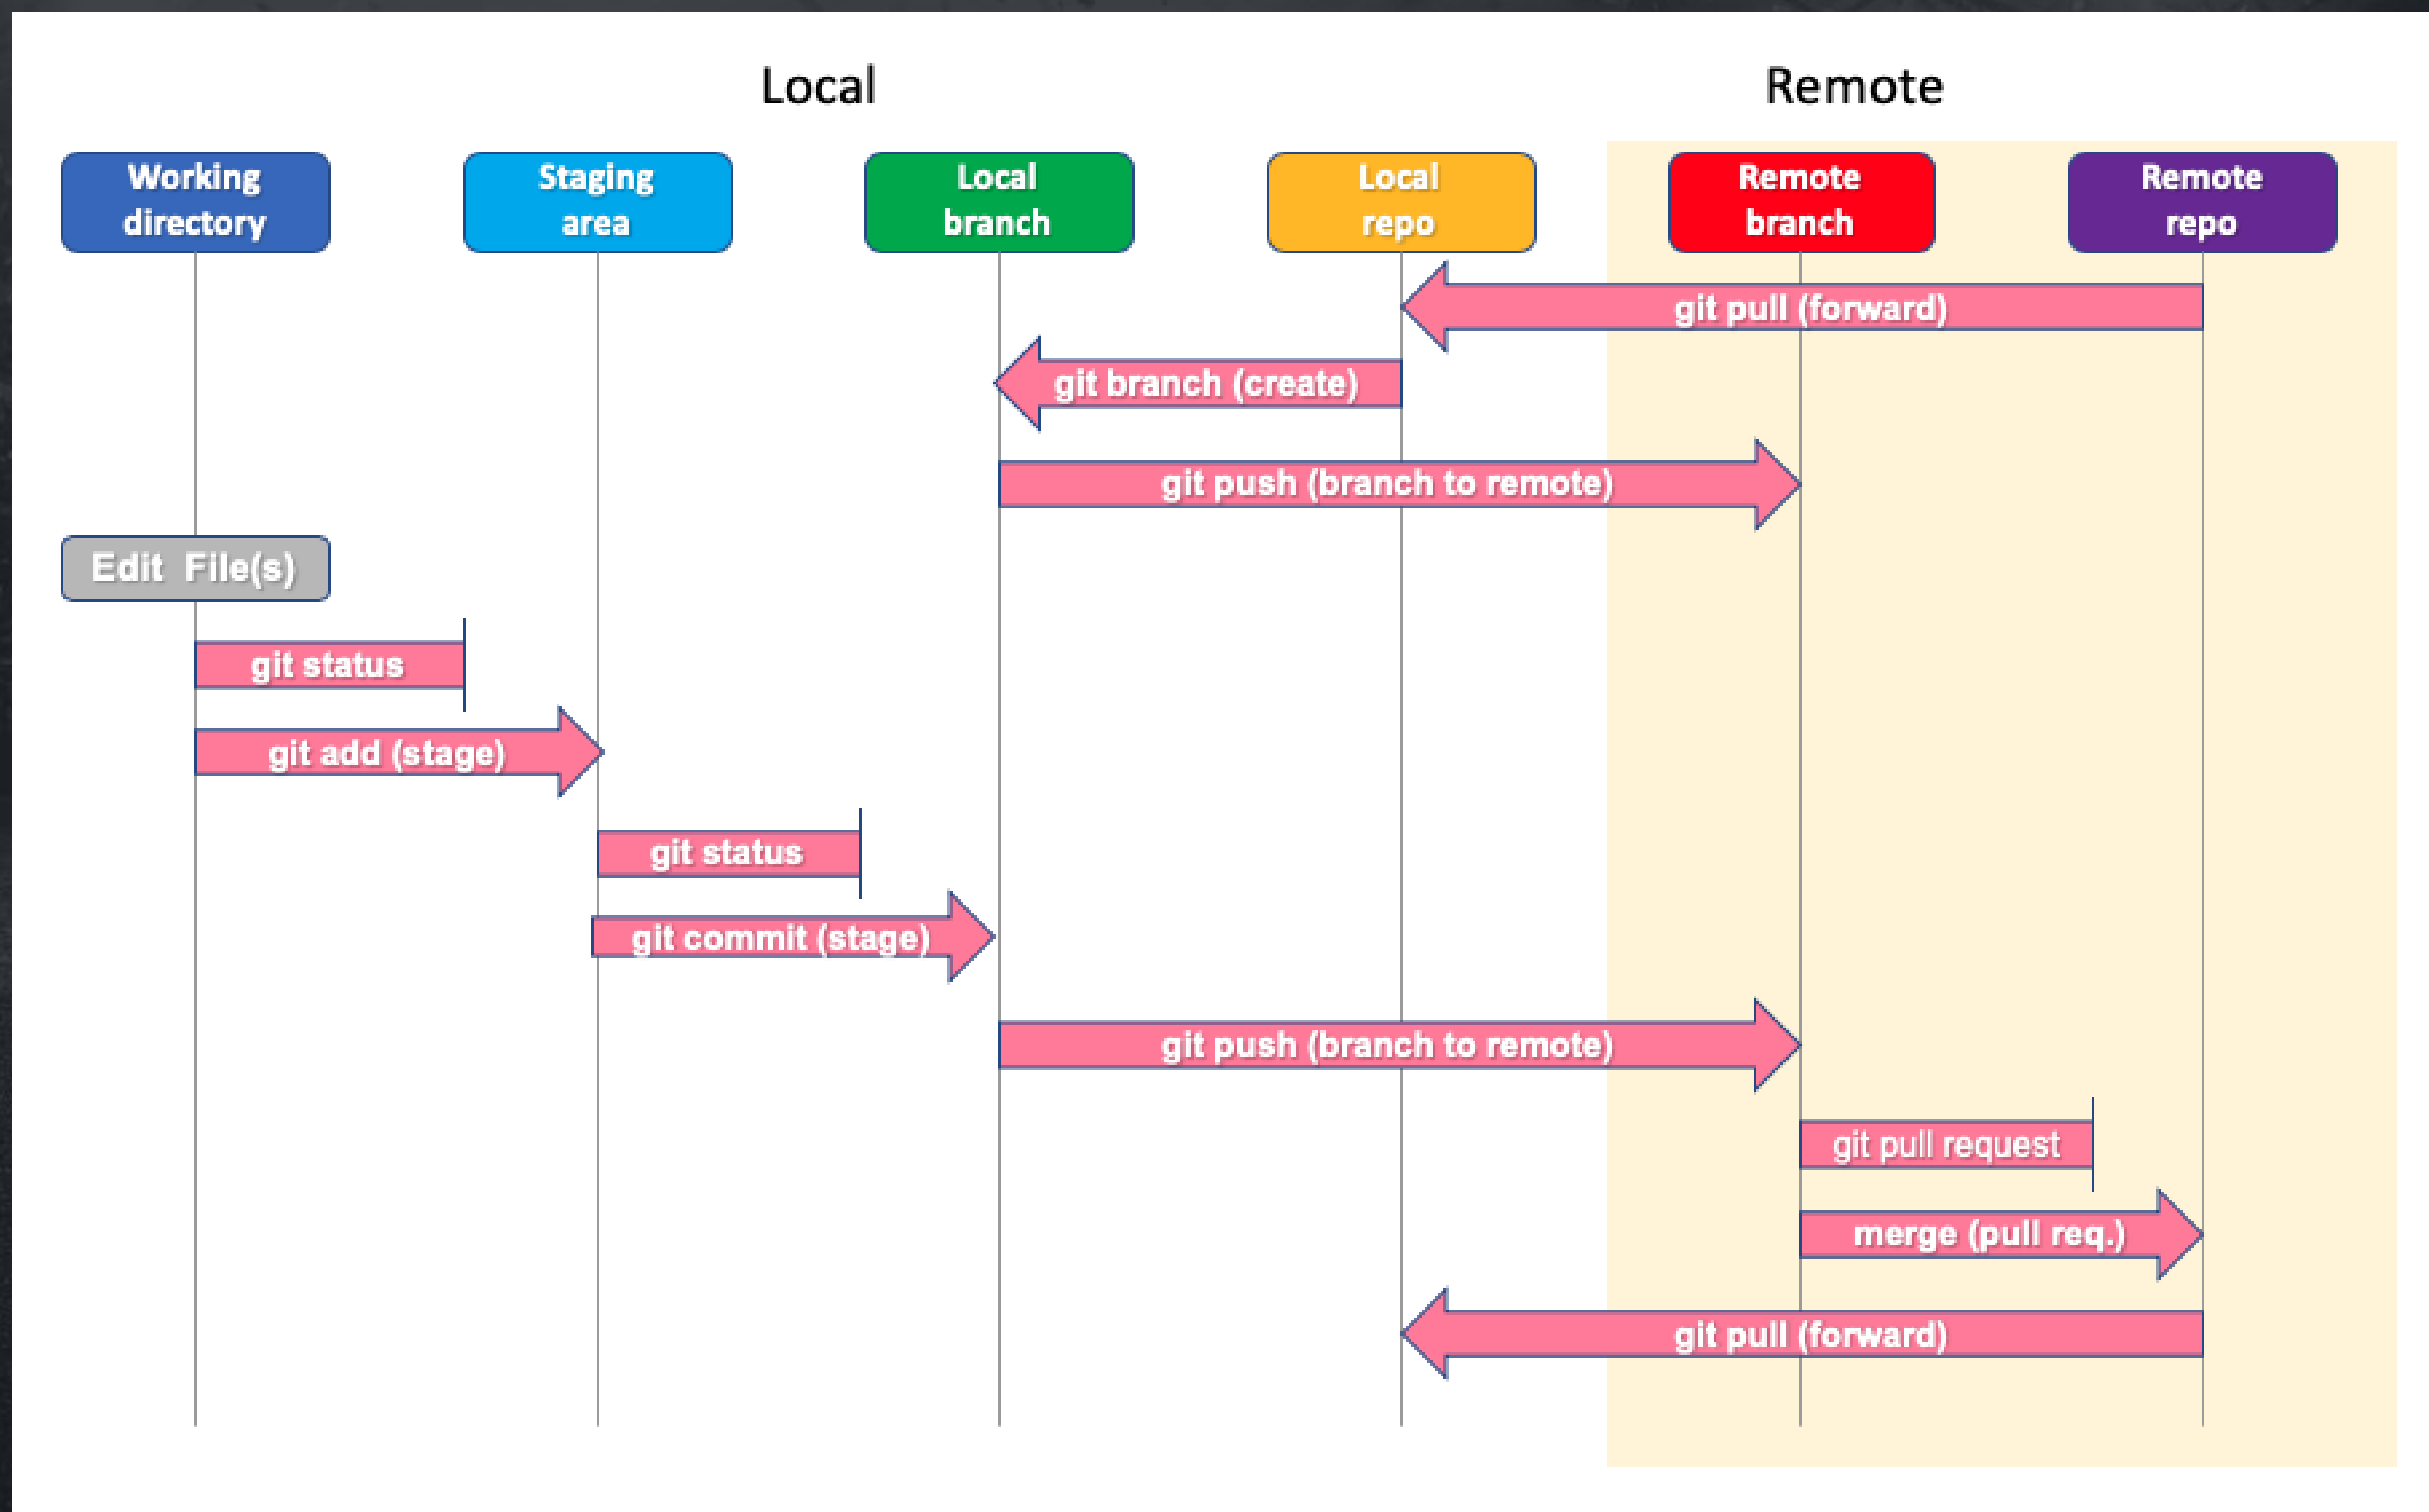 Local
Remote
Working
directory
Staging
area
Local
branch
Local
repo
Remote
branch
Remote
repo
git pull (forward)
git branch (create)
git push (branch to remote)
Edit File(s)
git status
git add (stage)
git status
git commit (stage)
git push (branch to remote)
git pull request
merge (pull req.)
git pull (forward)